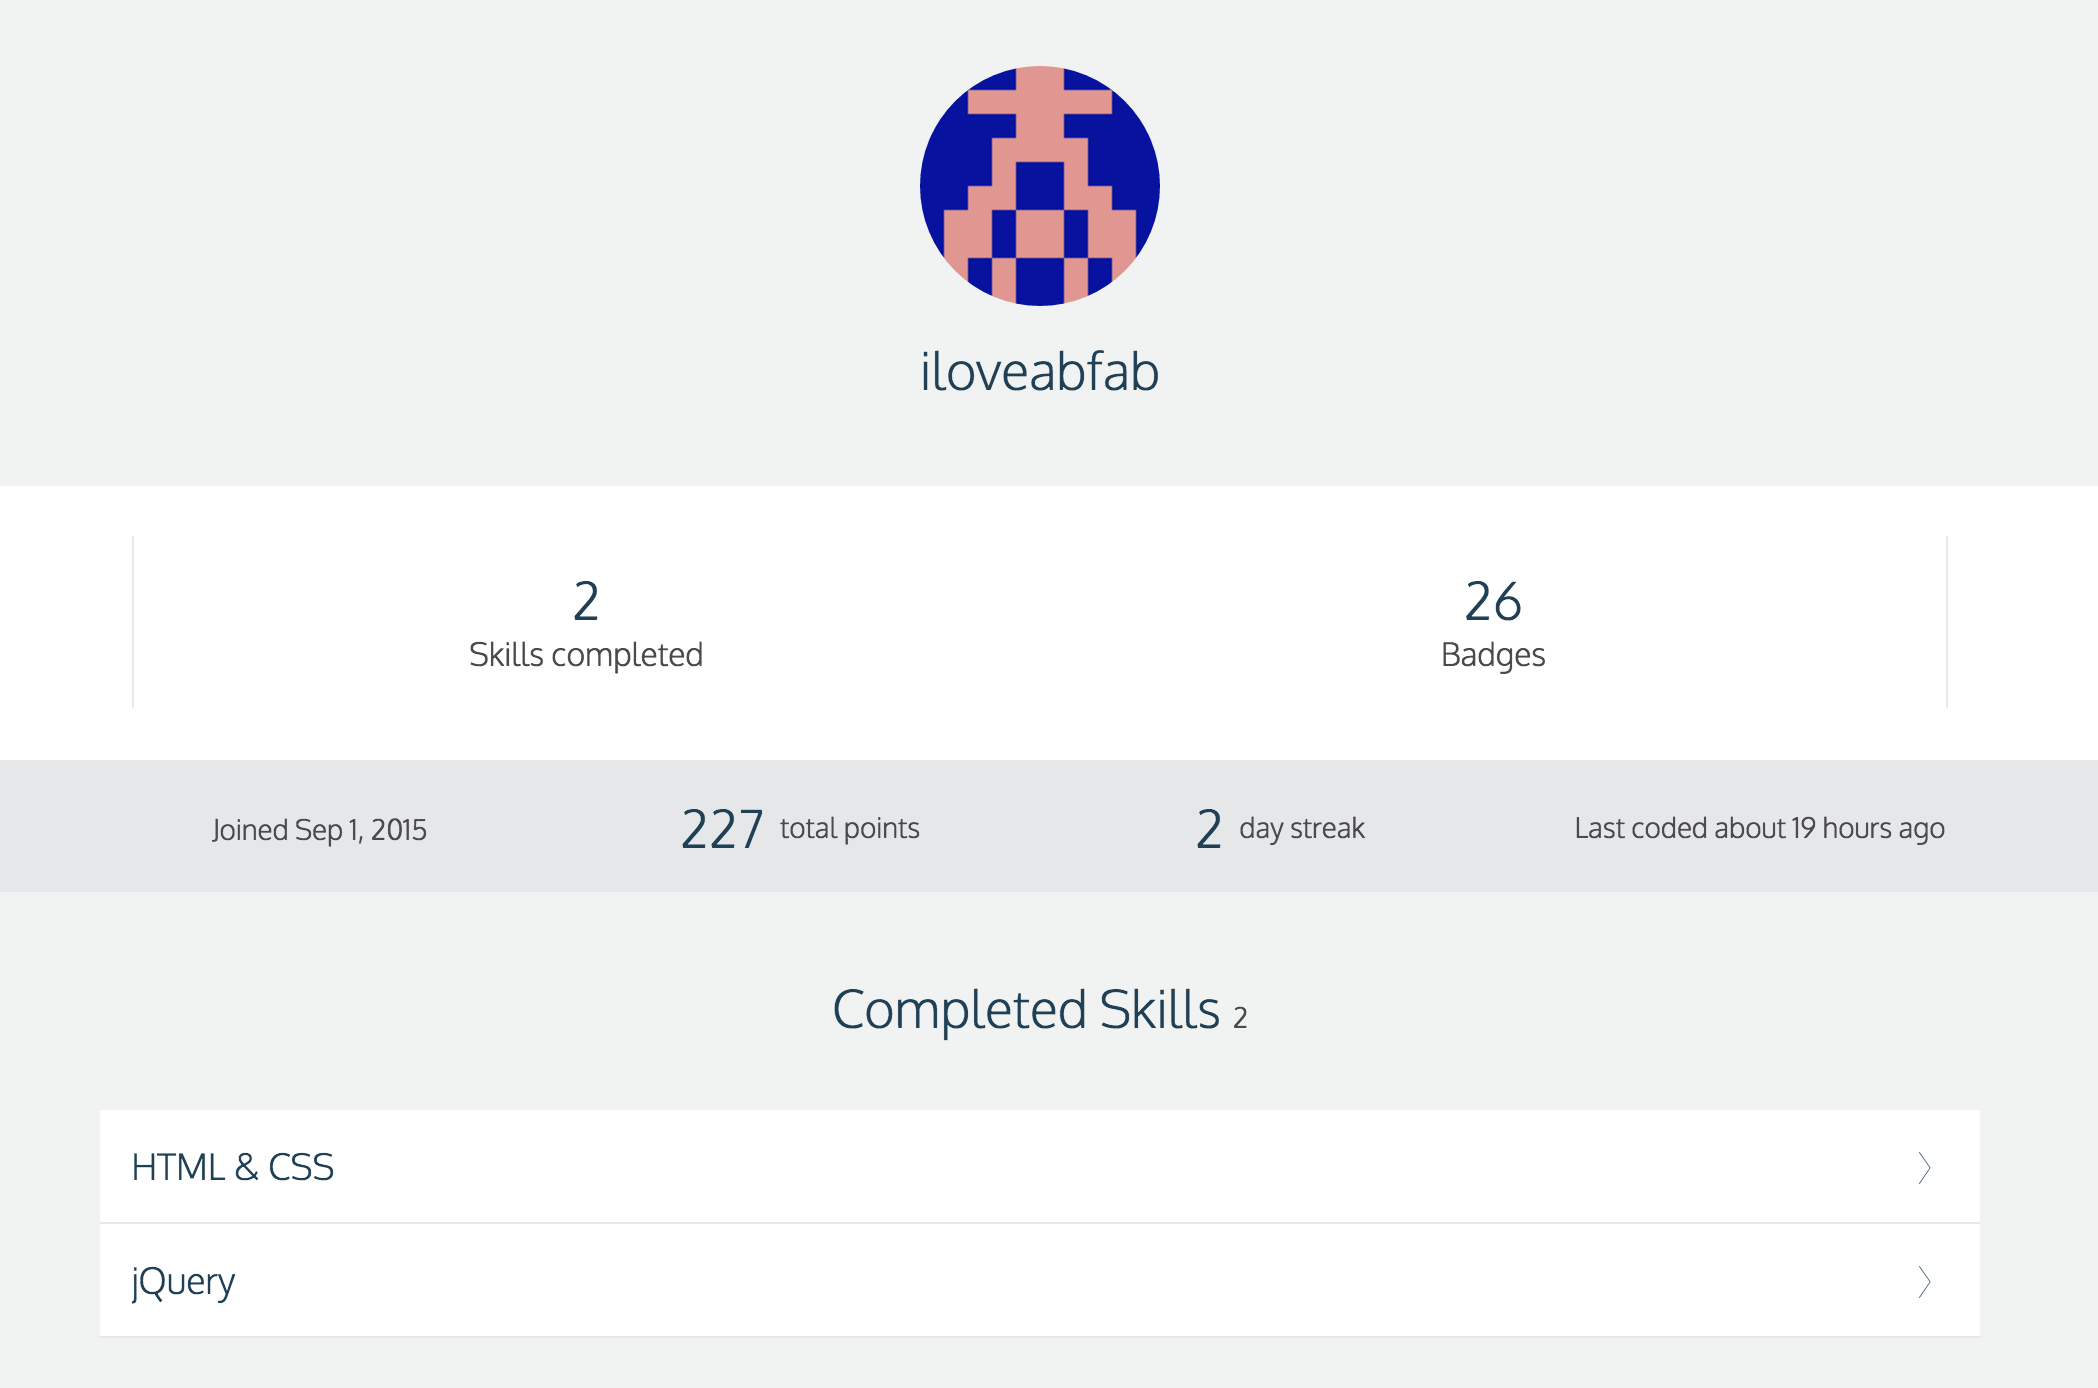 iloveabfab
2
Skills completed
26
Badges
Joined Sep 1, 2015
227 total points
2 day streak
Last coded about 19 hours ago
Completed Skills 2
HTML & CSS
jQuery